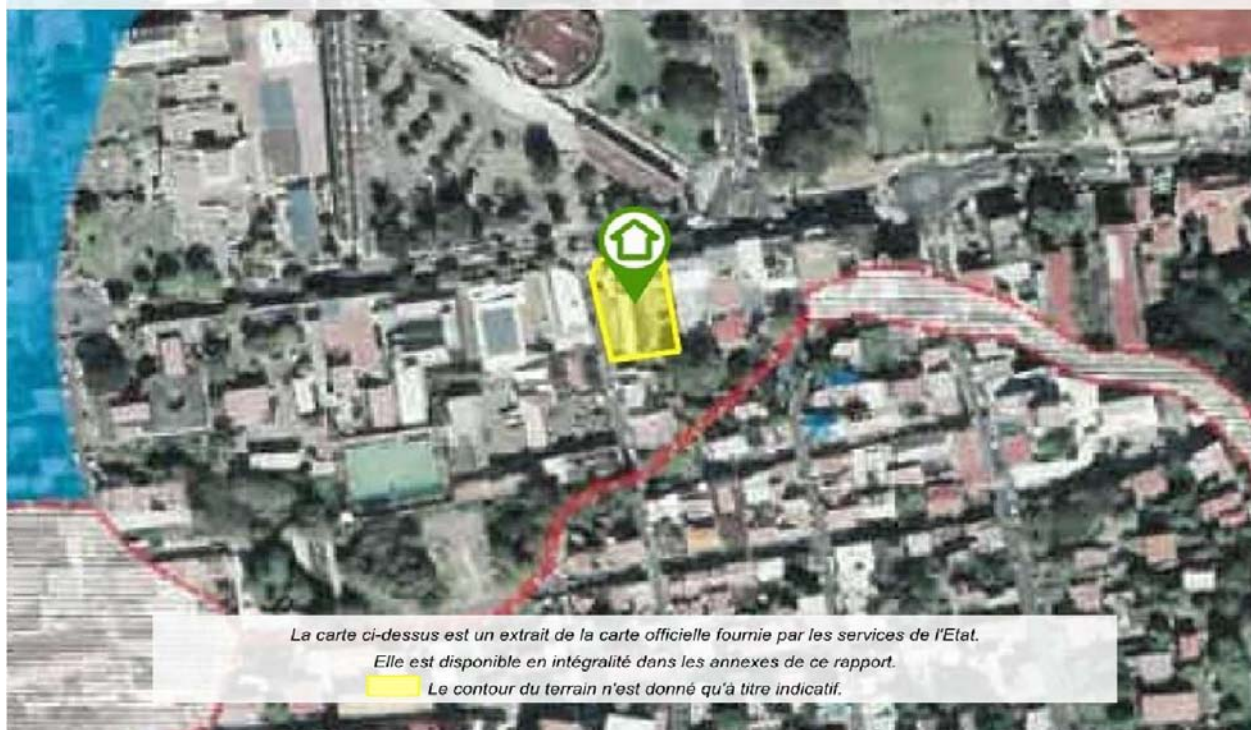 La carte ci-dessus est un extrait de la carte officielle fournie par les services de l'Etat.
Elle est disponible en intégralité dans les annexes de ce rapport.
Le contour du terrain n'est donné qu'à titre indicatif.